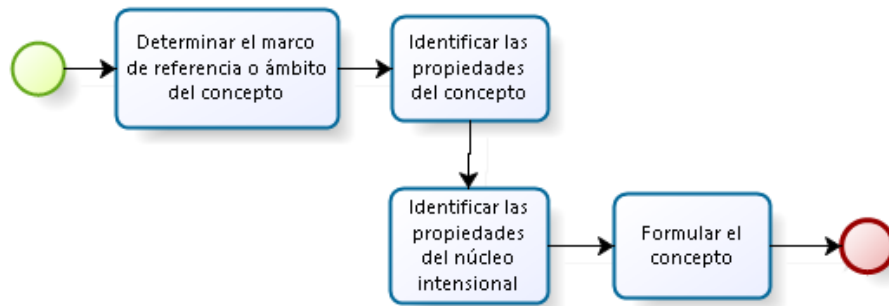 Determinar el marco
de referencia o ámbito
del concepto
Identificar las
propiedades
del concepto
Identificar las
propiedades
del núcleo
intensional
Formular el
concepto